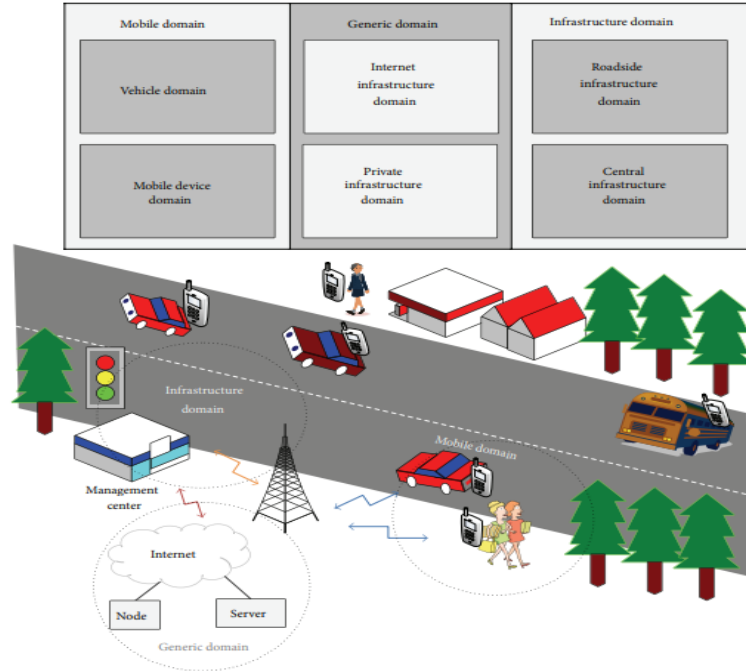 Mobile domain
Generic domain
Infrastructure domain
Vehicle domain
Internet
infrastructure
domain
Roadside
infrastructure
domain
Mobile device
domain
Private
infrastructure
domain
Central
infrastructure
domain
Infrastructure
domain
Mobile domain
Management
center
Internet
Node
Server
Generic domain